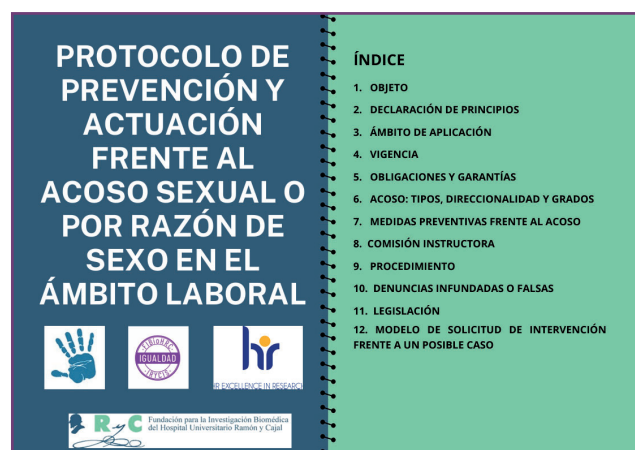 PROTOCOLO DE
PREVENCIÓN Y
ACTUACIÓN
FRENTE AL
ACOSO SEXUAL O
POR RAZÓN DE
SEXO EN EL
ÁMBITO LABORAL
IGUALDAD
hr
HR EXCELLENCE IN RESEARCH
RyC
Fundación para la Investigación Biomédica
del Hospital Universitario Ramón y Cajal
ÍNDICE
1. OBJETO
2. DECLARACIÓN DE PRINCIPIOS
3. ÁMBITO DE APLICACIÓN
4. VIGENCIA
5. OBLIGACIONES Y GARANTÍAS
6. ACOSO: TIPOS, DIRECCIONALIDAD Y GRADOS
7. MEDIDAS PREVENTIVAS FRENTE AL ACOSO
8. COMISIÓN INSTRUCTORA
9. PROCEDIMIENTO
10. DENUNCIAS INFUNDADAS O FALSAS
11. LEGISLACIÓN
12. MODELO DE SOLICITUD DE INTERVENCIÓN
FRENTE A UN POSIBLE CASO